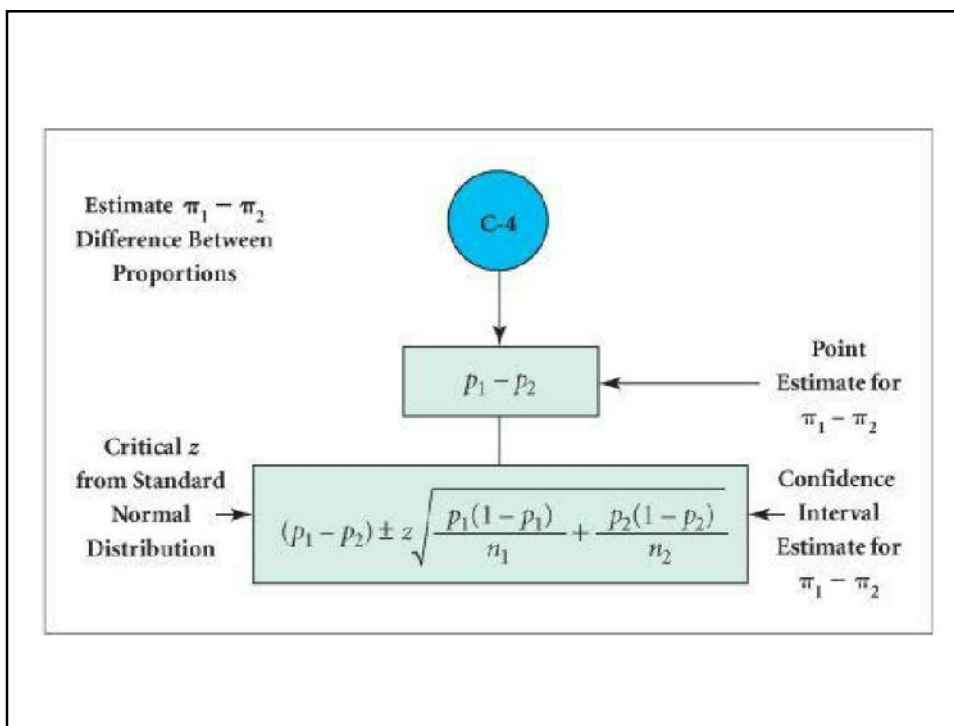 Estimate π₁ − π₂
Difference Between
Proportions
C-4
p₁ − p₂
Point
Estimate for
π₁ − π₂
Critical z
from Standard
Normal
Distribution
(p₁ − p₂) ± z√(p₁(1 − p₁)/n₁ + p₂(1 − p₂)/n₂)
Confidence
Interval
Estimate for
π₁ − π₂